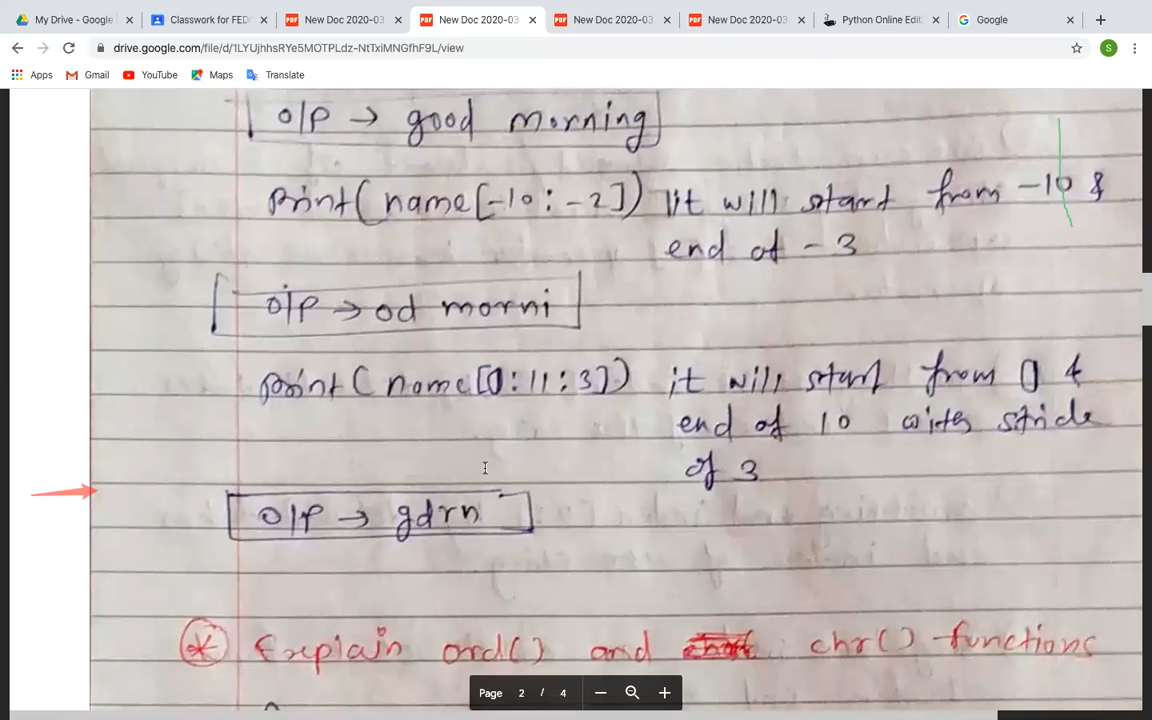 My Drive - Google
Classwork for FED
New Doc 2020-03
New Doc 2020-03
New Doc 2020-03
New Doc 2020-03
Python Online Edit
Google
drive.google.com/file/d/1LYUjhhsRYe5MOTPLdz-NtTxiMNGfhF9L/view
S
Apps
Gmail
YouTube
Maps
Translate
O/P → good morning
print(name[-10:-2]) it will start from -10 &
end at -3
O/P → od morni
print(name[0:11:3]) it will start from 0 &
end of 10 with stride
of 3
O/P → gdrn
* Explain ord() and chr() functions
Page 2 / 4